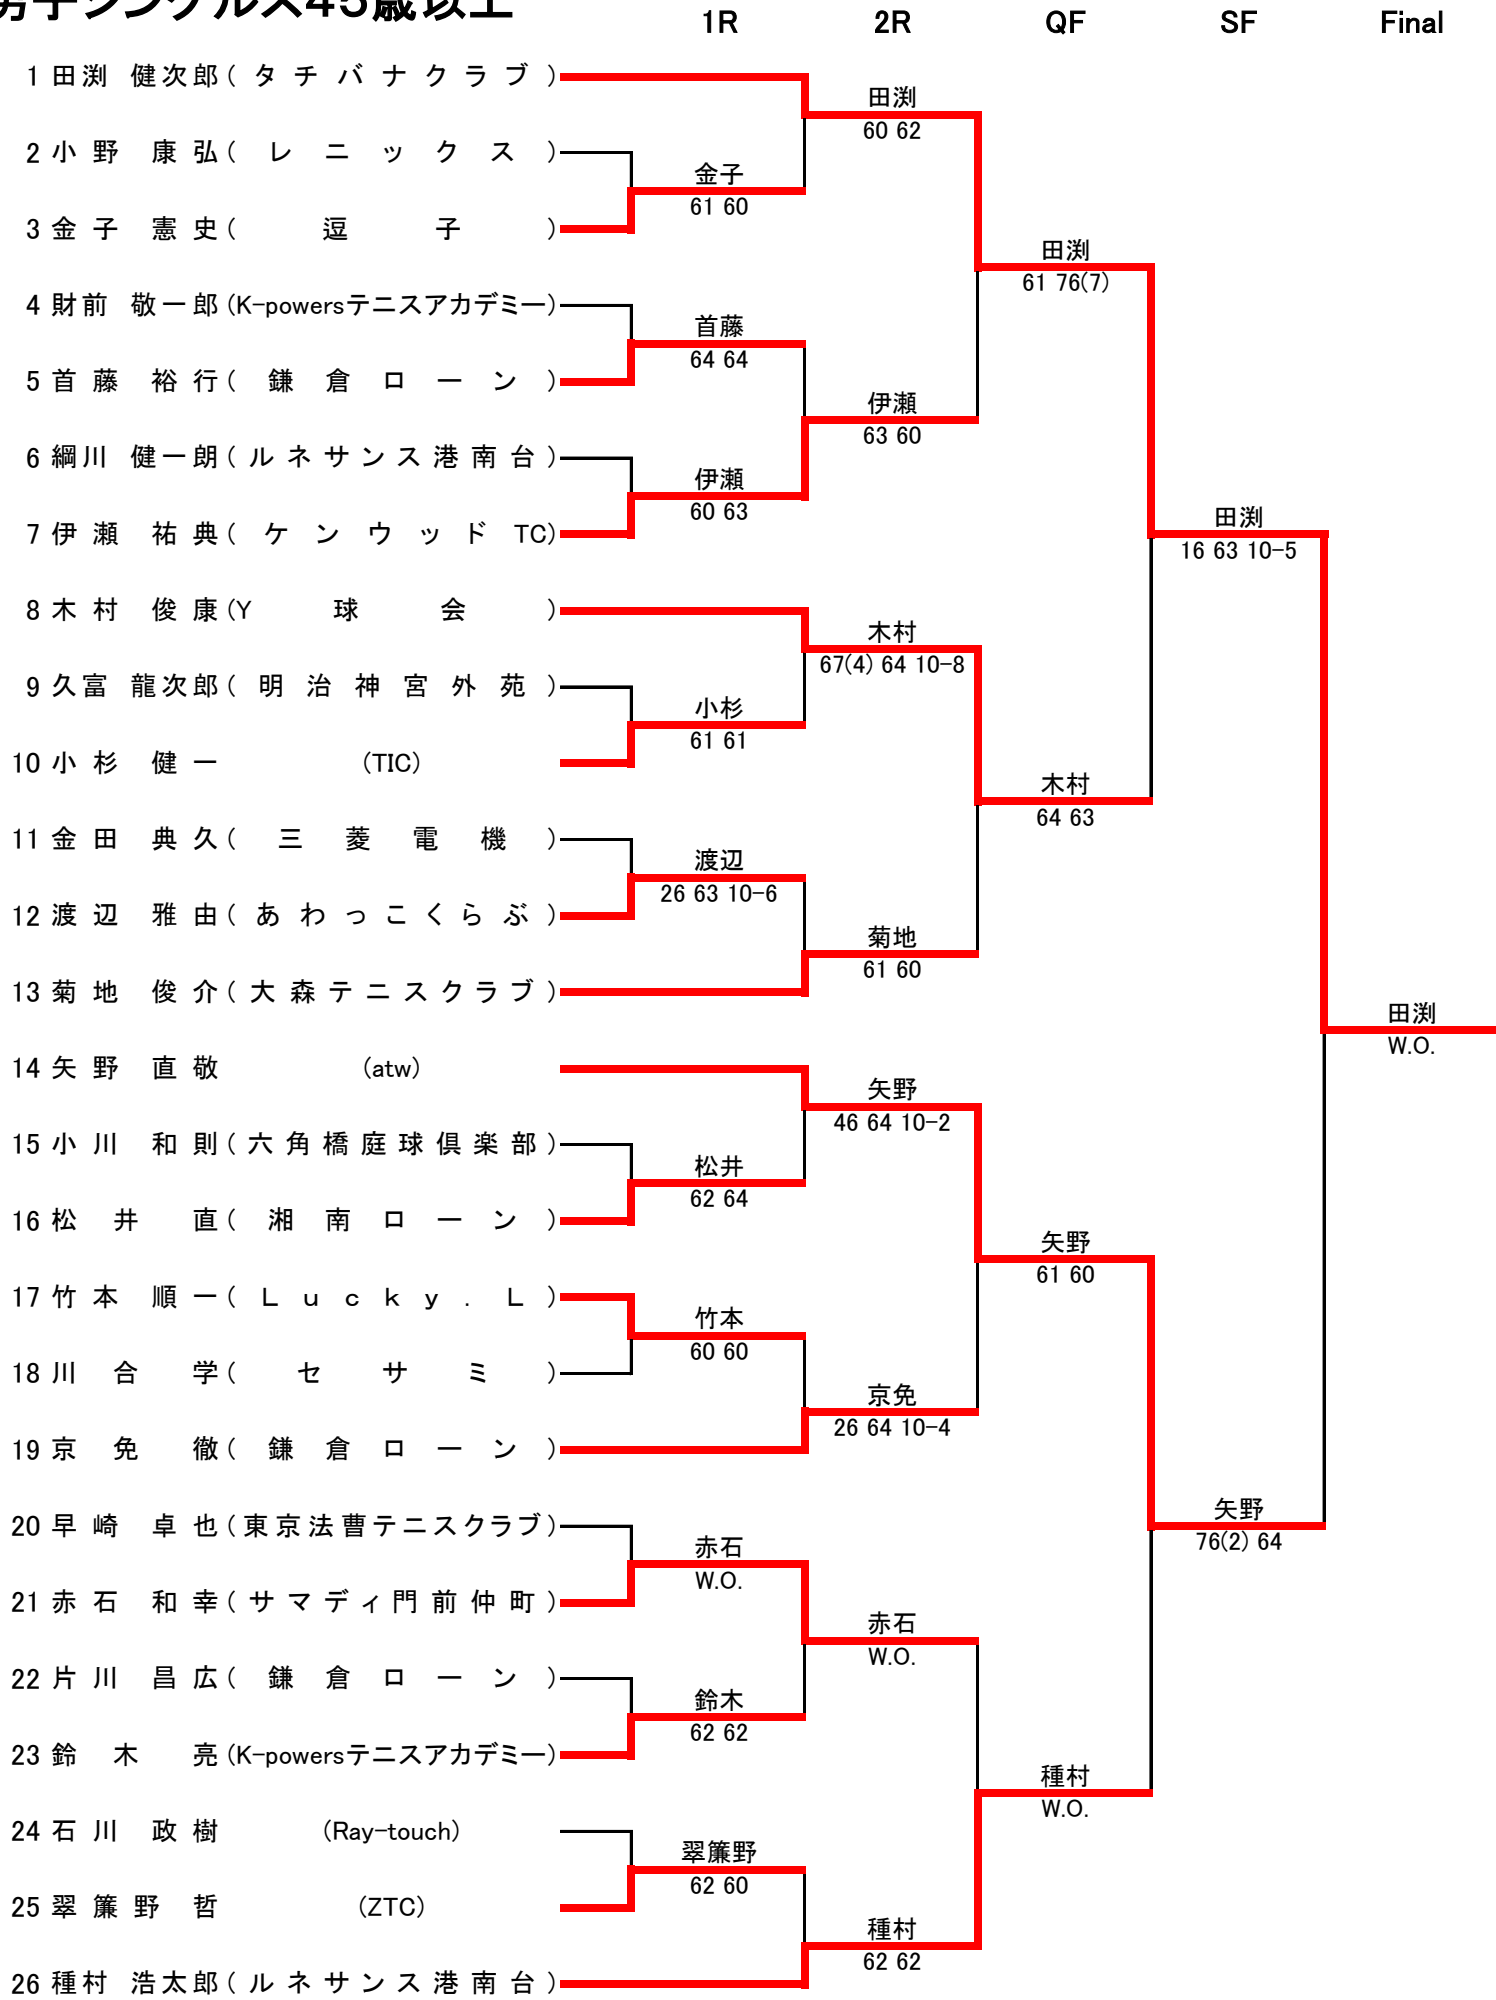 男子シングルス45歳以上
1R 2R QF SF Final
1 田渕 健次郎 (タチバナクラブ)
田渕
60 62
2 小野 康弘 (レニックス)
金子
61 60
3 金子 憲史 (逗子)
田渕
61 76(7)
4 財前 敬一郎 (K-powersテニスアカデミー)
首藤
64 64
5 首藤 裕行 (鎌倉ローン)
伊瀬
63 60
6 綱川 健一朗 (ルネサンス港南台)
伊瀬
60 63
7 伊瀬 祐典 (ケンウッドTC)
田渕
16 63 10-5
8 木村 俊康 (Y球会)
木村
67(4) 64 10-8
9 久富 龍次郎 (明治神宮外苑)
小杉
61 61
10 小杉 健一 (TIC)
木村
64 63
11 金田 典久 (三菱電機)
渡辺
26 63 10-6
12 渡辺 雅由 (あわっこくらぶ)
菊地
61 60
13 菊地 俊介 (大森テニスクラブ)
田渕
W.O.
14 矢野 直敬 (atw)
矢野
46 64 10-2
15 小川 和則 (六角橋庭球倶楽部)
松井
62 64
16 松井 直 (湘南ローン)
矢野
61 60
17 竹本 順一 (Ｌｕｃｋｙ．Ｌ)
竹本
60 60
18 川合 学 (セサミ)
京免
26 64 10-4
19 京免 徹 (鎌倉ローン)
矢野
76(2) 64
20 早崎 卓也 (東京法曹テニスクラブ)
赤石
W.O.
21 赤石 和幸 (サマディ門前仲町)
赤石
W.O.
22 片川 昌広 (鎌倉ローン)
鈴木
62 62
23 鈴木 亮 (K-powersテニスアカデミー)
種村
W.O.
24 石川 政樹 (Ray-touch)
翠簾野
62 60
25 翠簾野 哲 (ZTC)
種村
62 62
26 種村 浩太郎 (ルネサンス港南台)